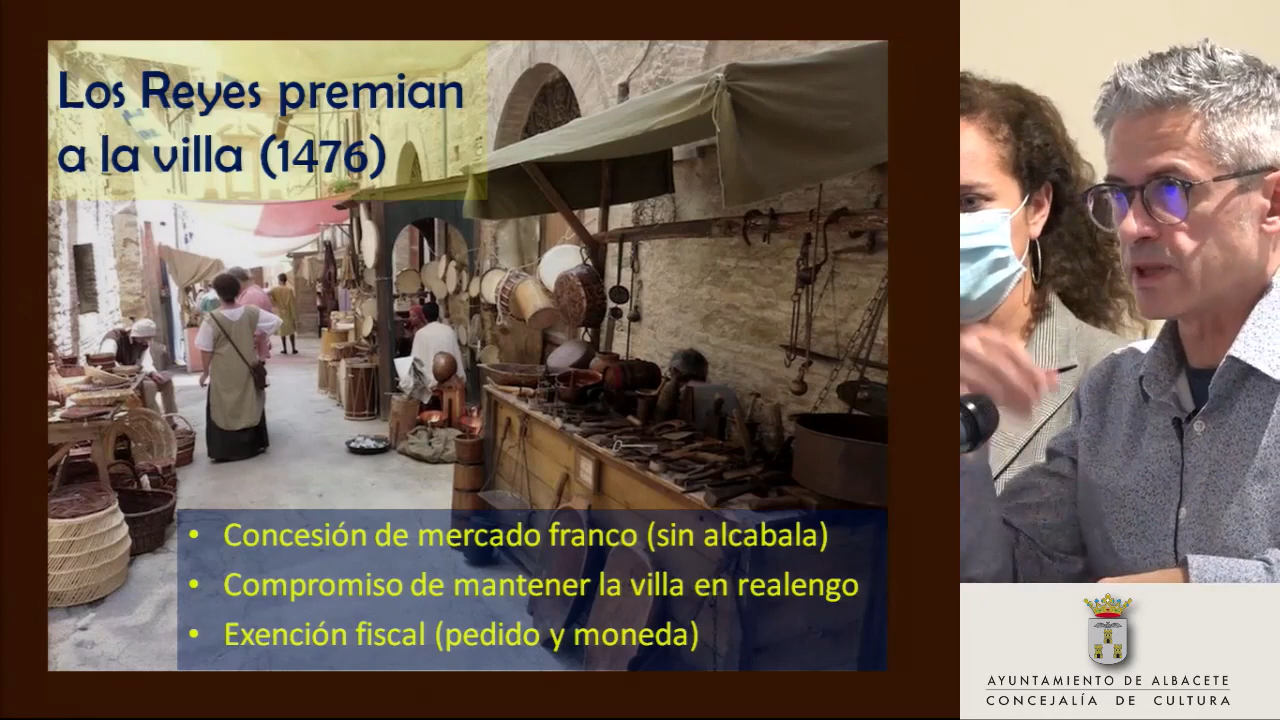 Los Reyes premian
a la villa (1476)
• Concesión de mercado franco (sin alcabala)
• Compromiso de mantener la villa en realengo
• Exención fiscal (pedido y moneda)
AYUNTAMIENTO DE ALBACETE
CONCEJALÍA DE CULTURA